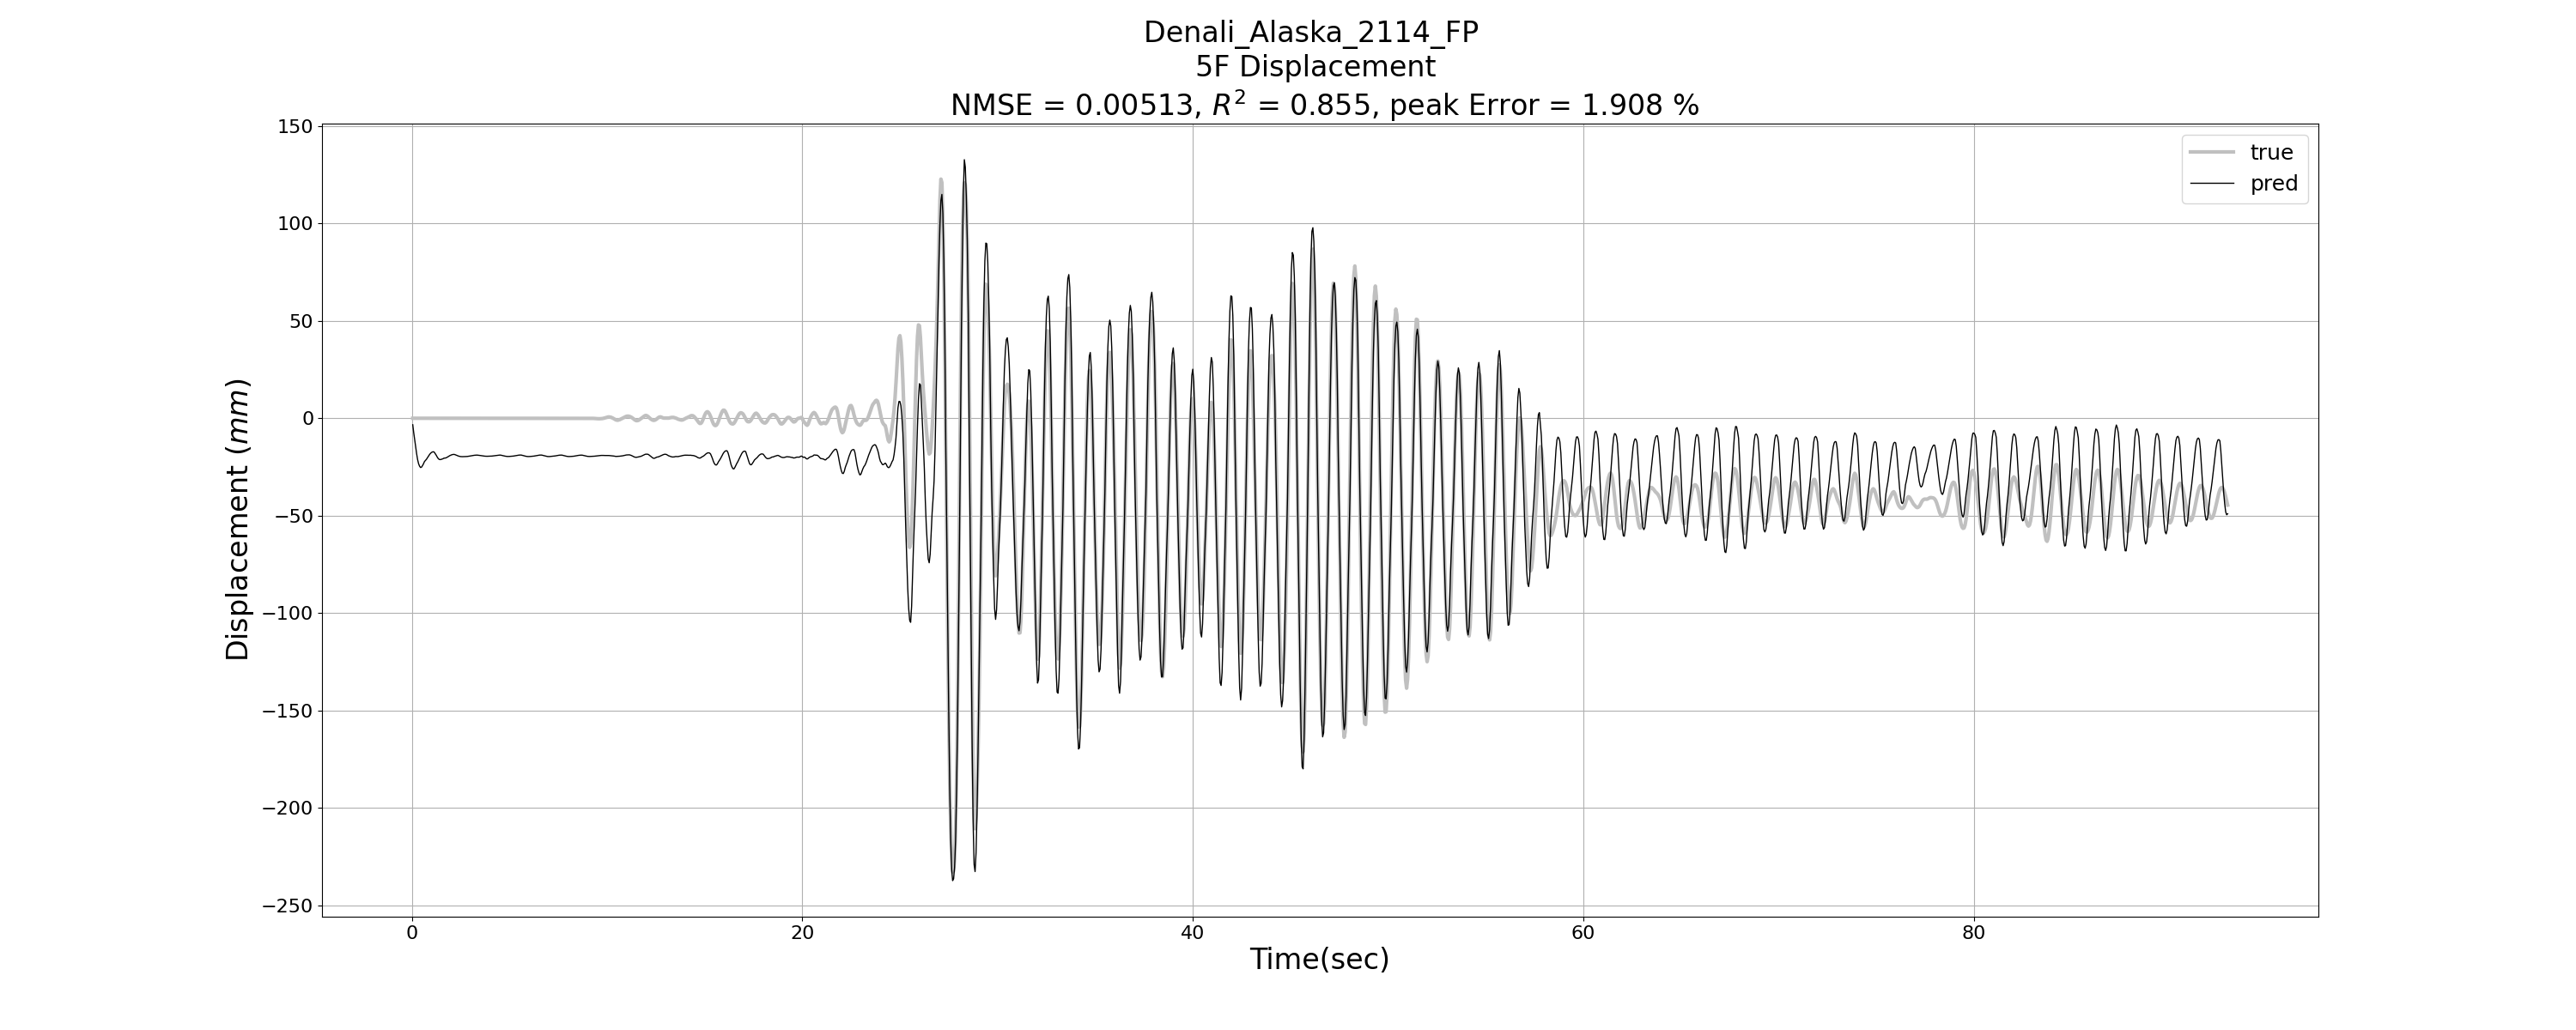 Denali_Alaska_2114_FP
5F Displacement
NMSE = 0.00513, R² = 0.855, peak Error = 1.908 %
150
100
50
0
−50
−100
−150
−200
−250
Displacement (mm)
true
pred
0 20 40 60 80
Time(sec)